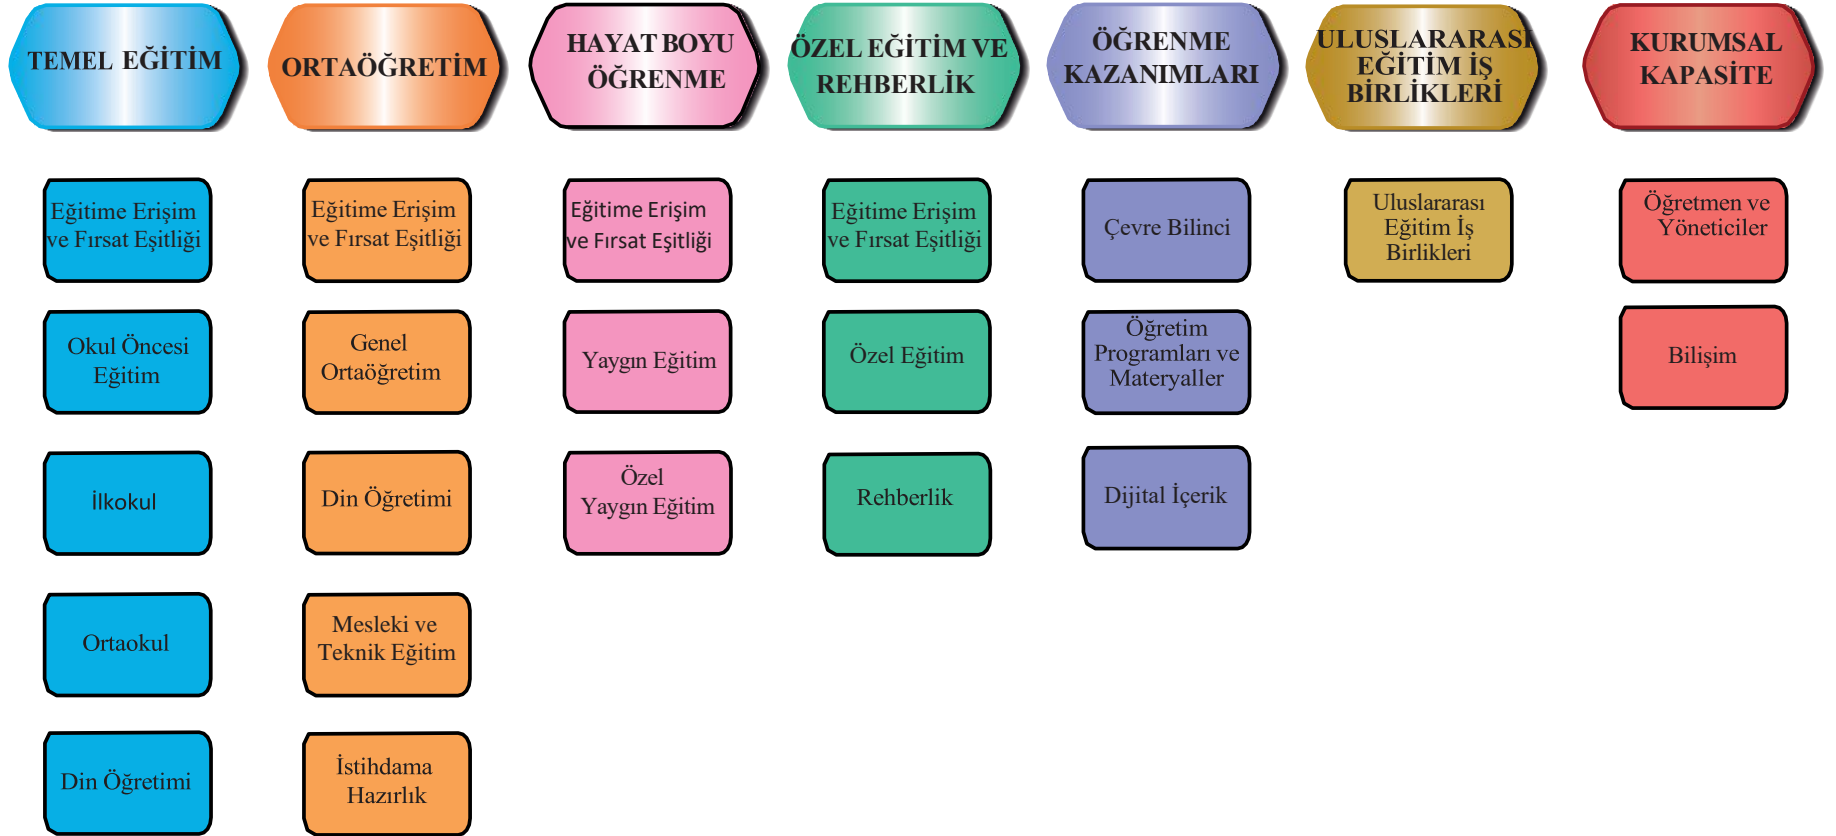 TEMEL EĞİTİM
ORTAÖĞRETİM
HAYAT BOYU
ÖĞRENME
ÖZEL EĞİTİM VE
REHBERLİK
ÖĞRENME
KAZANIMLARI
ULUSLARARASI
EĞİTİM İŞ
BİRLİKLERİ
KURUMSAL
KAPASİTE
Eğitime Erişim
ve Fırsat Eşitliği
Eğitime Erişim
ve Fırsat Eşitliği
Eğitime Erişim
ve Fırsat Eşitliği
Eğitime Erişim
ve Fırsat Eşitliği
Çevre Bilinci
Uluslararası
Eğitim İş
Birlikleri
Öğretmen ve
Yöneticiler
Okul Öncesi
Eğitim
Genel
Ortaöğretim
Yaygın Eğitim
Özel Eğitim
Öğretim
Programları ve
Materyaller
Bilişim
İlkokul
Din Öğretimi
Özel
Yaygın Eğitim
Rehberlik
Dijital İçerik
Ortaokul
Mesleki ve
Teknik Eğitim
Din Öğretimi
İstihdama
Hazırlık